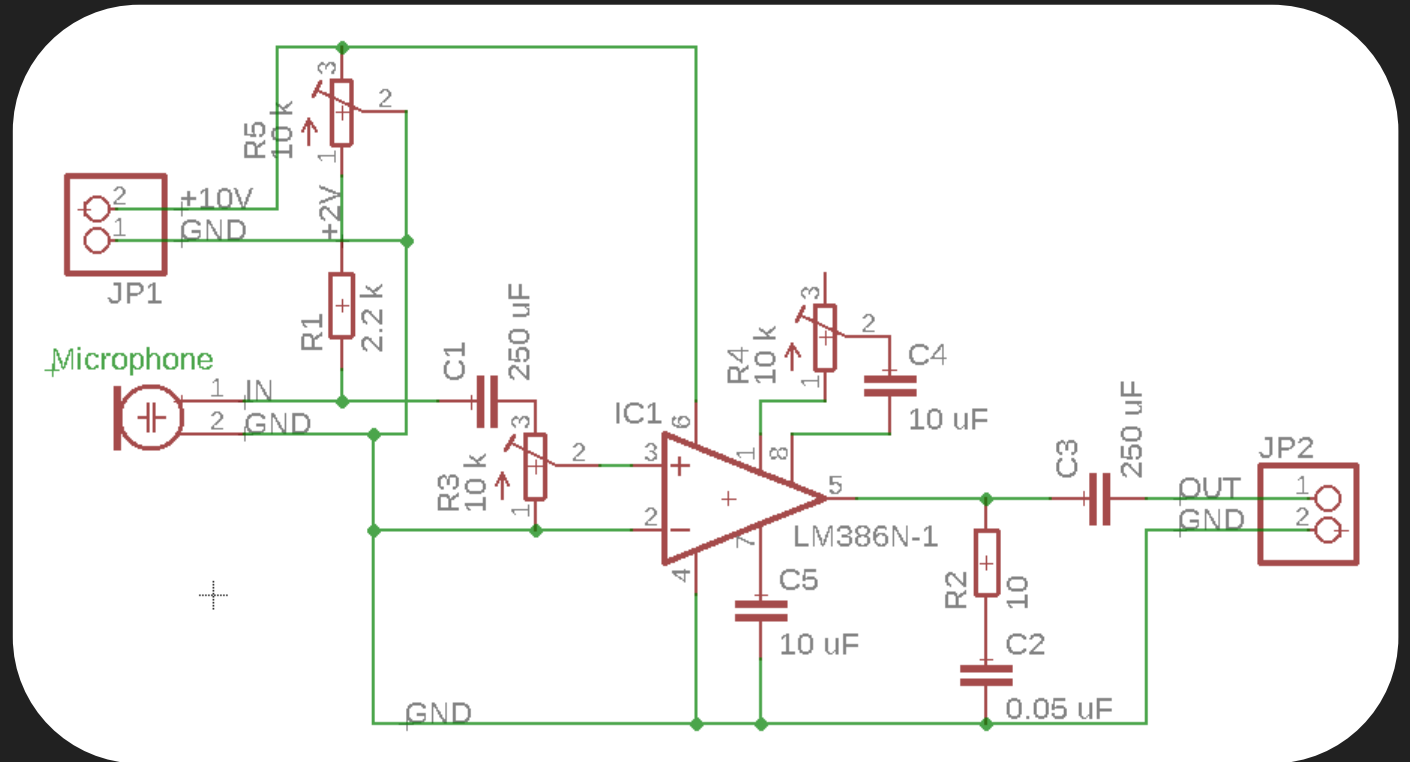 3
2
R5
10 k
1
2
+10V
+2V
1
GND
JP1
R1
2.2 k
Microphone
1
IN
2
GND
C1
250 uF
3
2
R3
10 k
1
IC1
6
3
2
4
1
8
7
5
LM386N-1
3
2
R4
10 k
1
C4
10 uF
C5
10 uF
C3
250 uF
R2
10
C2
0.05 uF
JP2
OUT
1
GND
2
GND